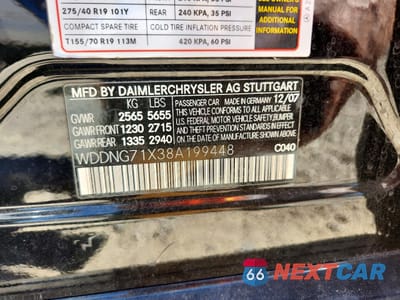 275/40 R19 101Y REAR 240 KPA, 35 PSI
COMPACT SPARE TIRE COLD TIRE INFLATION PRESSURE
T155/70 R19 113M 420 KPA, 60 PSI
SEE OWNER'S
MANUAL FOR
ADDITIONAL
INFORMATION
MFD BY DAIMLERCHRYSLER AG STUTTGART
KG LBS PASSENGER CAR MADE IN GERMANY 12/07
GVWR 2565 5655 THIS VEHICLE CONFORMS TO ALL
GAWR FRONT 1230 2715 APPLICABLE U.S. FEDERAL MOTOR
GAWR REAR 1335 2940 VEHICLE SAFETY, BUMPER,
AND THEFT PREVENTION STANDARDS
IN EFFECT ON THE DATE OF
MANUFACTURE SHOWN ABOVE.
WDDNG71X38A199448 C040
66 NEXTCAR